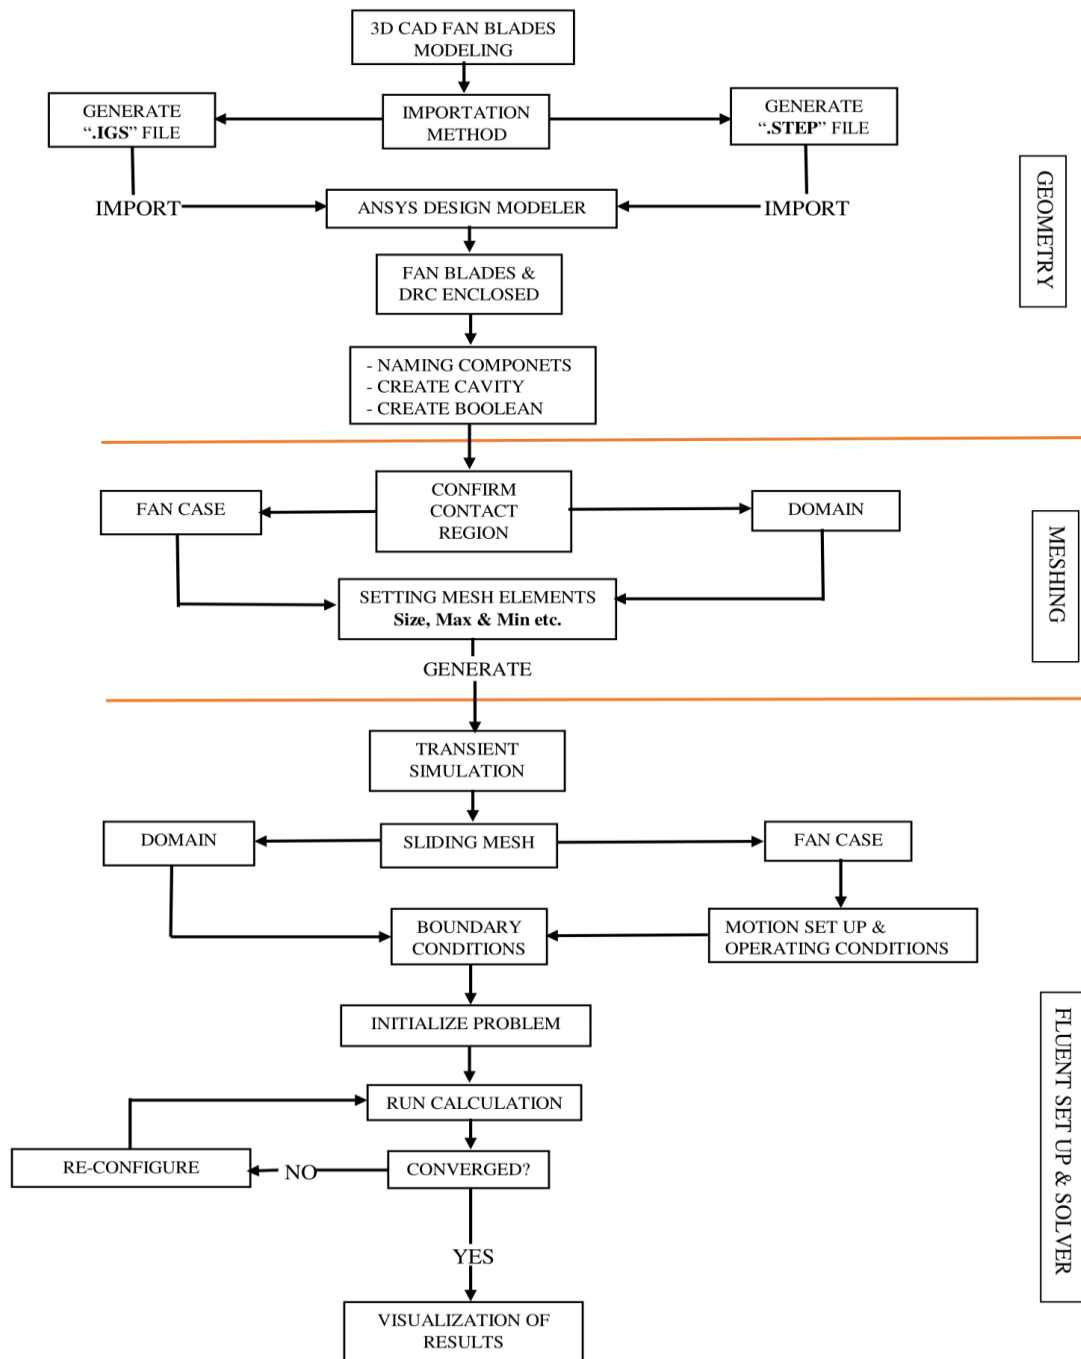 3D CAD FAN BLADES
MODELING
GENERATE
“.IGS” FILE
IMPORTATION
METHOD
GENERATE
“.STEP” FILE
IMPORT
ANSYS DESIGN MODELER
IMPORT
FAN BLADES &
DRC ENCLOSED
- NAMING COMPONETS
- CREATE CAVITY
- CREATE BOOLEAN
GEOMETRY
FAN CASE
CONFIRM
CONTACT
REGION
DOMAIN
SETTING MESH ELEMENTS
Size, Max & Min etc.
GENERATE
MESHING
TRANSIENT
SIMULATION
DOMAIN
SLIDING MESH
FAN CASE
BOUNDARY
CONDITIONS
MOTION SET UP &
OPERATING CONDITIONS
INITIALIZE PROBLEM
RUN CALCULATION
RE-CONFIGURE
NO
CONVERGED?
YES
VISUALIZATION OF
RESULTS
FLUENT SET UP & SOLVER